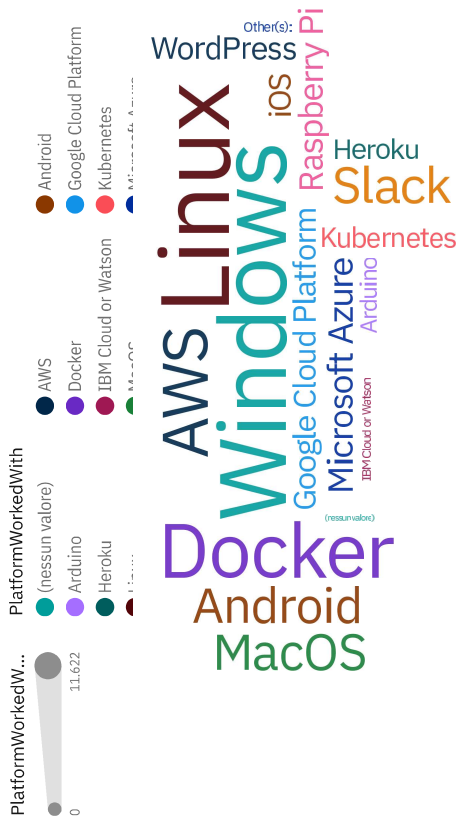 PlatformWorkedW...
0
11.622
PlatformWorkedWith
(nessun valore)
AWS
Android
Arduino
Docker
Google Cloud Platform
Heroku
IBM Cloud or Watson
Kubernetes
Other(s):
WordPress
iOS
Raspberry Pi
Linux
Windows
Heroku
Slack
Kubernetes
AWS
Google Cloud Platform
Microsoft Azure
Arduino
IBM Cloud or Watson
(nessun valore)
Docker
Android
MacOS